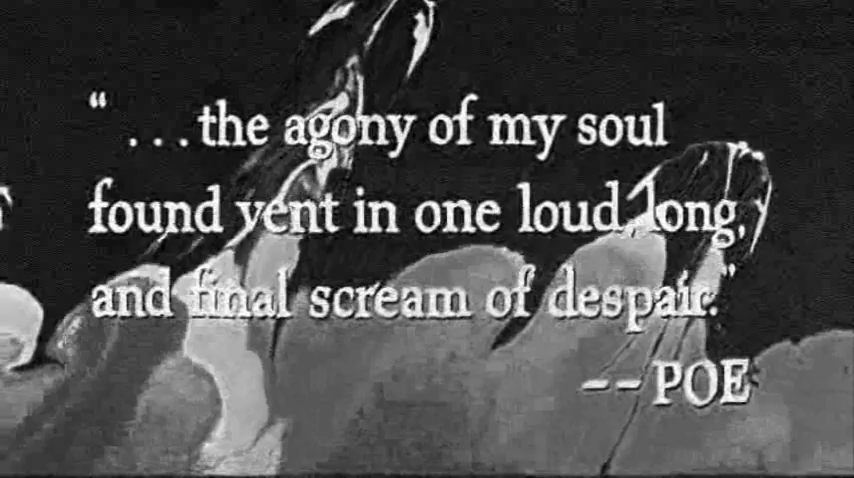 “ ...the agony of my soul
found vent in one loud, long,
and final scream of despair.”
--POE